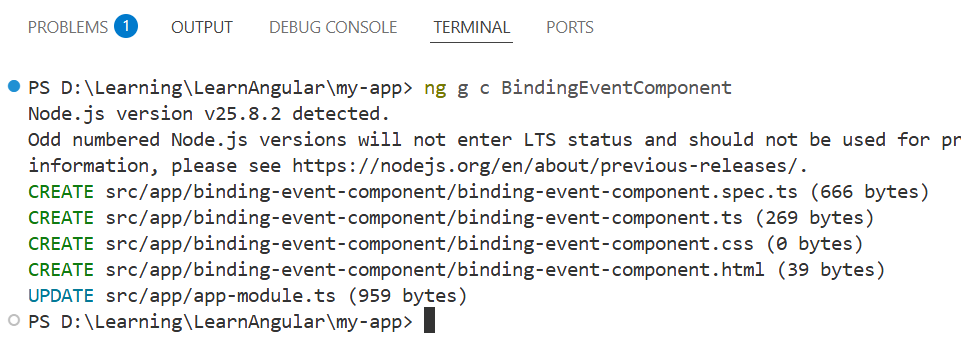 PROBLEMS 1 OUTPUT DEBUG CONSOLE TERMINAL PORTS
PS D:\Learning\LearnAngular\my-app> ng g c BindingEventComponent
Node.js version v25.8.2 detected.
Odd numbered Node.js versions will not enter LTS status and should not be used for pr
information, please see https://nodejs.org/en/about/previous-releases/.
CREATE src/app/binding-event-component/binding-event-component.spec.ts (666 bytes)
CREATE src/app/binding-event-component/binding-event-component.ts (269 bytes)
CREATE src/app/binding-event-component/binding-event-component.css (0 bytes)
CREATE src/app/binding-event-component/binding-event-component.html (39 bytes)
UPDATE src/app/app-module.ts (959 bytes)
PS D:\Learning\LearnAngular\my-app>